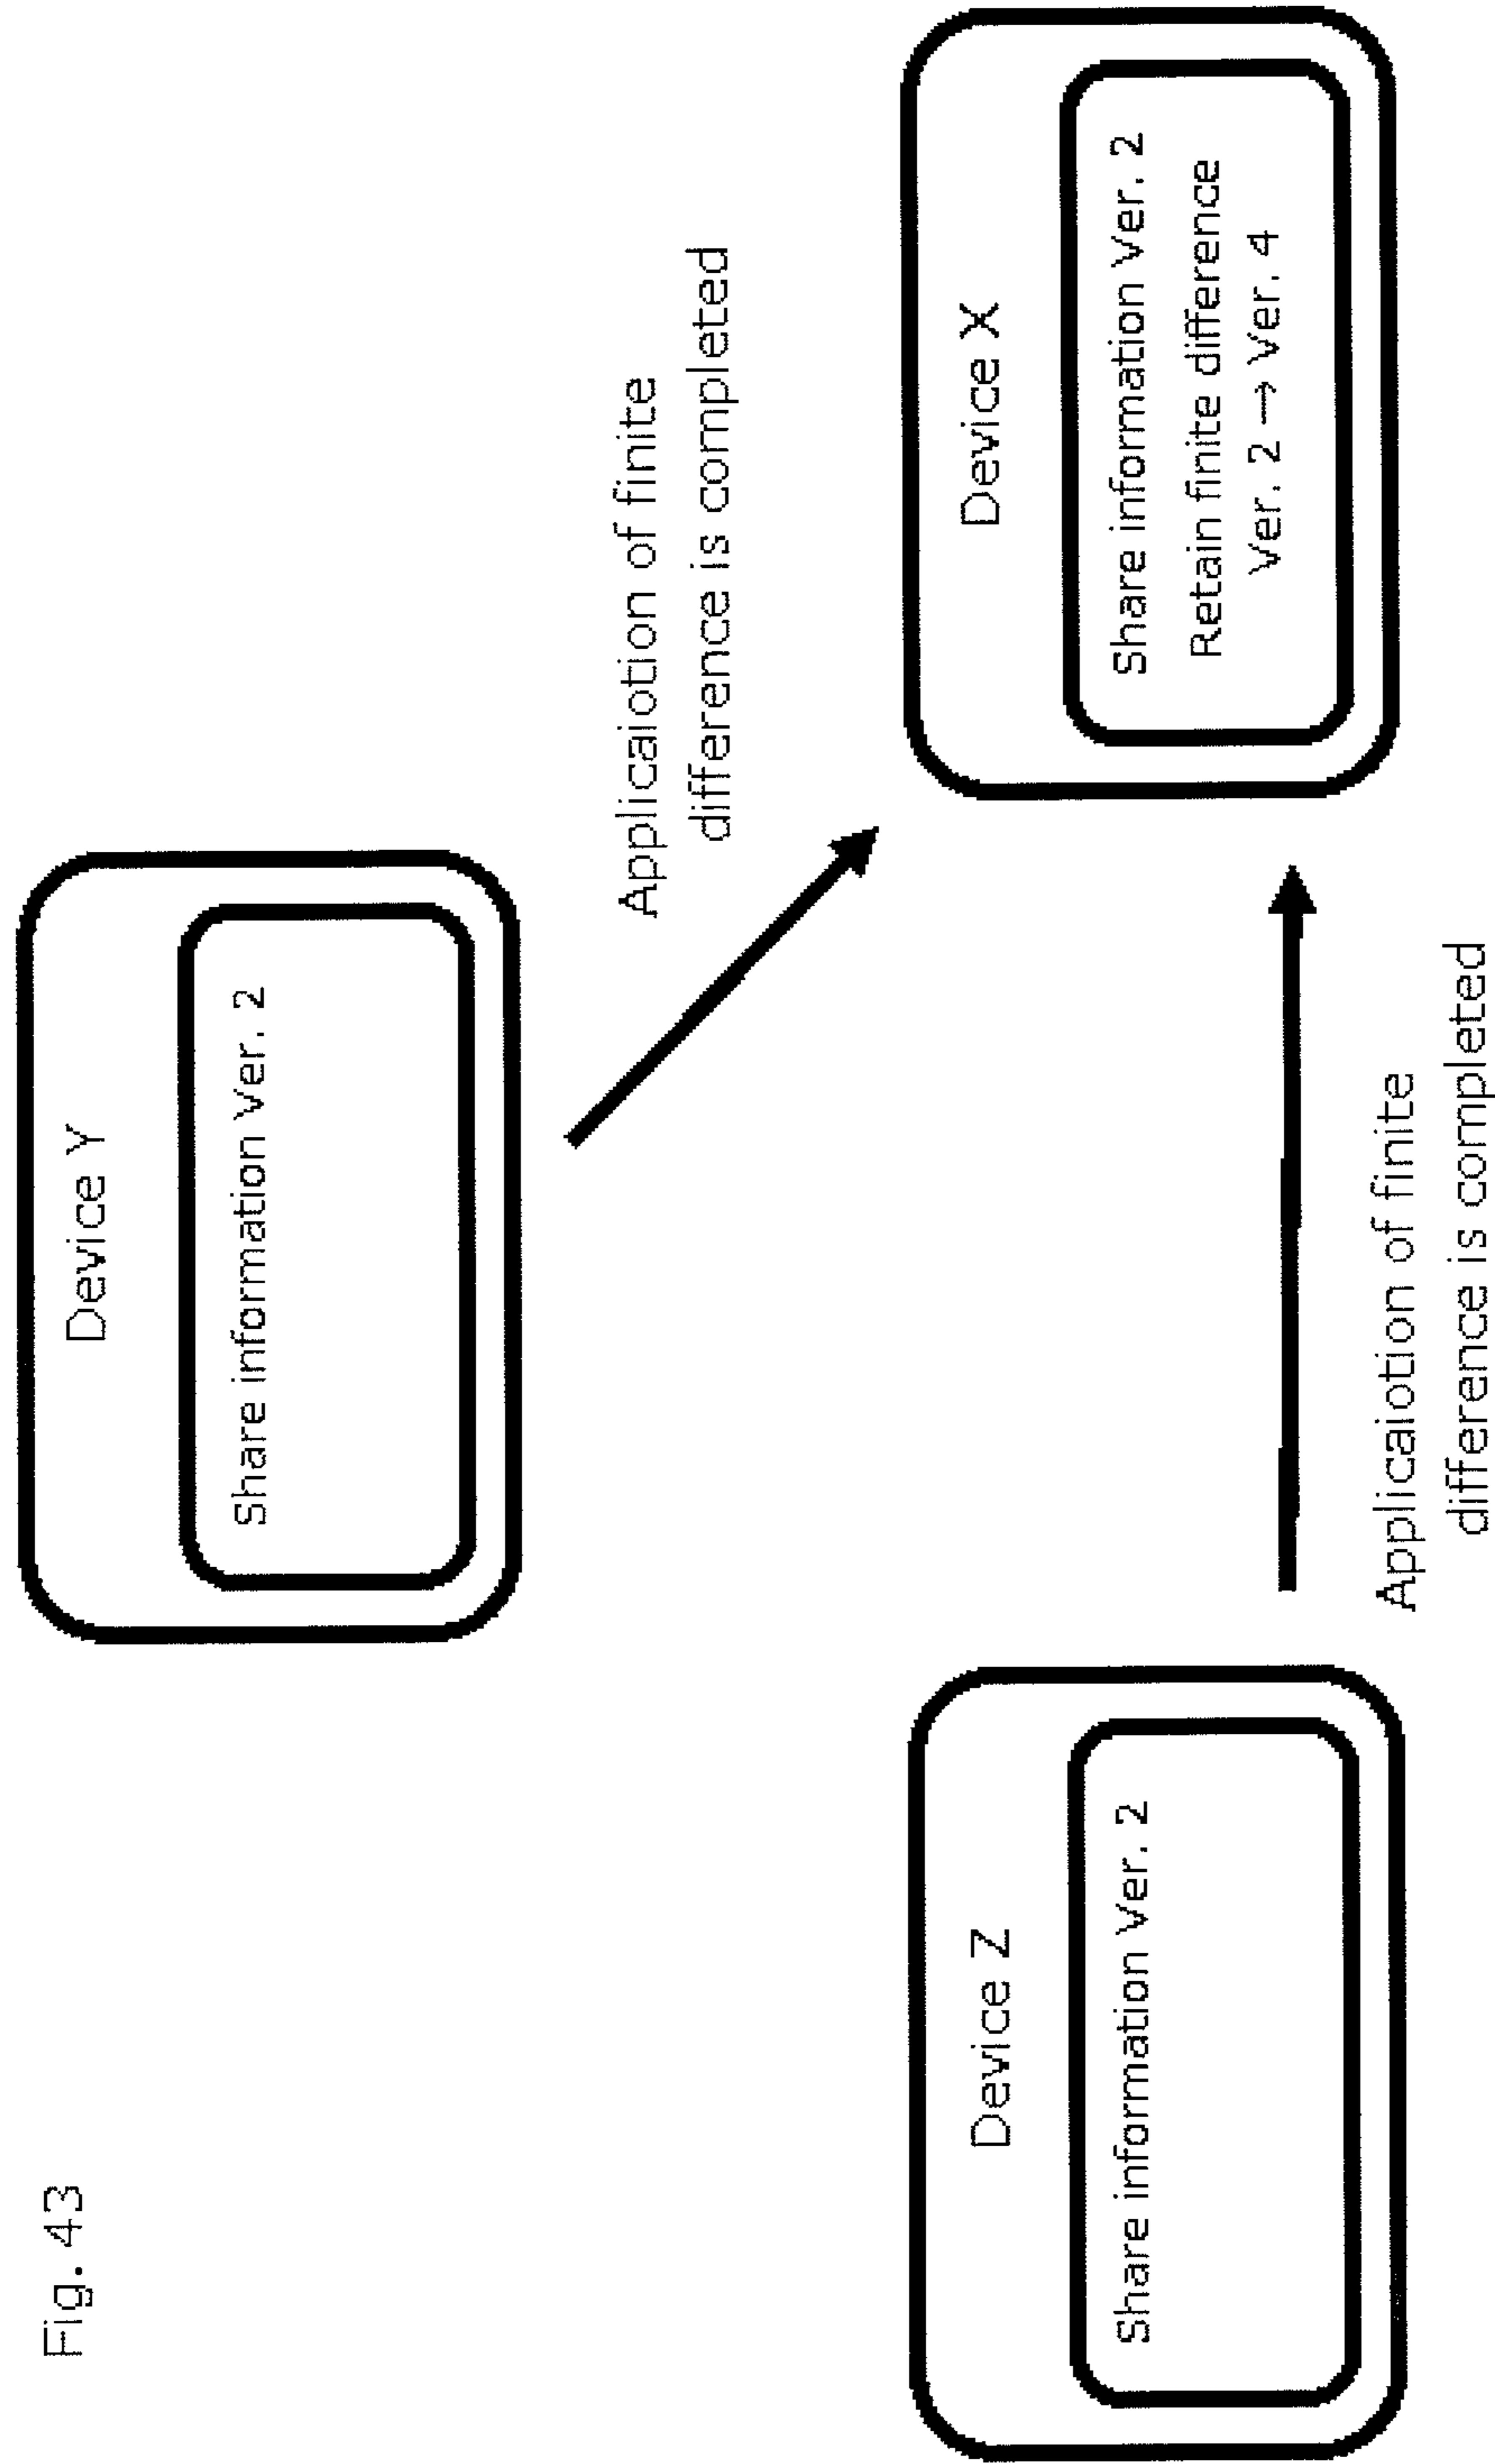 Fig. 43
Device Y
Share information Ver. 2
Applicaiotion of finite
difference is completed
Device Z
Share information Ver. 2
Applicaiotion of finite
difference is completed
Device X
Share information Ver. 2
Retain finite difference
Ver. 2 → Ver. 4